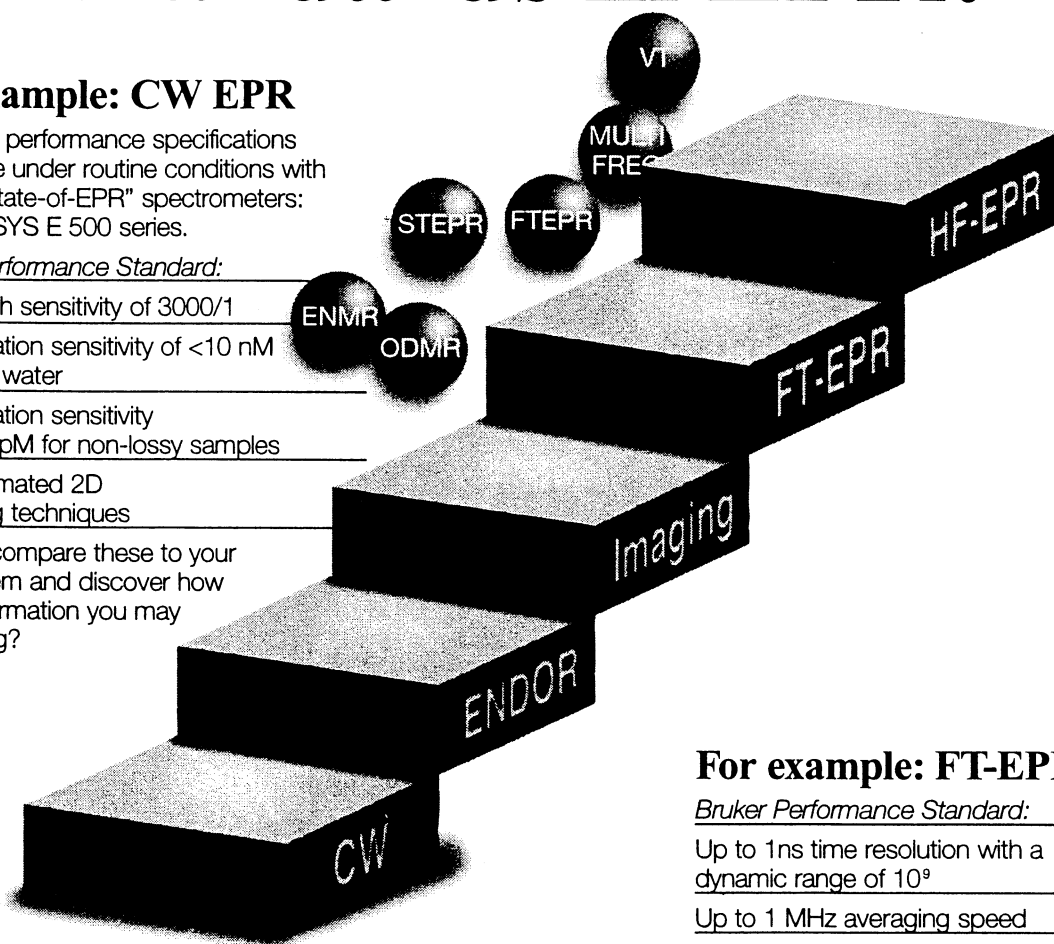 ample: CW EPR
performance specifications
e under routine conditions with
tate-of-EPR" spectrometers:
SYS E 500 series.
rformance Standard:
h sensitivity of 3000/1
ation sensitivity of <10 nM
water
ation sensitivity
pM for non-lossy samples
mated 2D
g techniques
compare these to your
em and discover how
ormation you may
g?
VT
MULTI
FREQ
STEPR
FTEPR
ENMR
ODMR
HF-EPR
FT-EPR
Imaging
ENDOR
CW
For example: FT-EP
Bruker Performance Standard:
Up to 1ns time resolution with a
dynamic range of 10⁹
Up to 1 MHz averaging speed